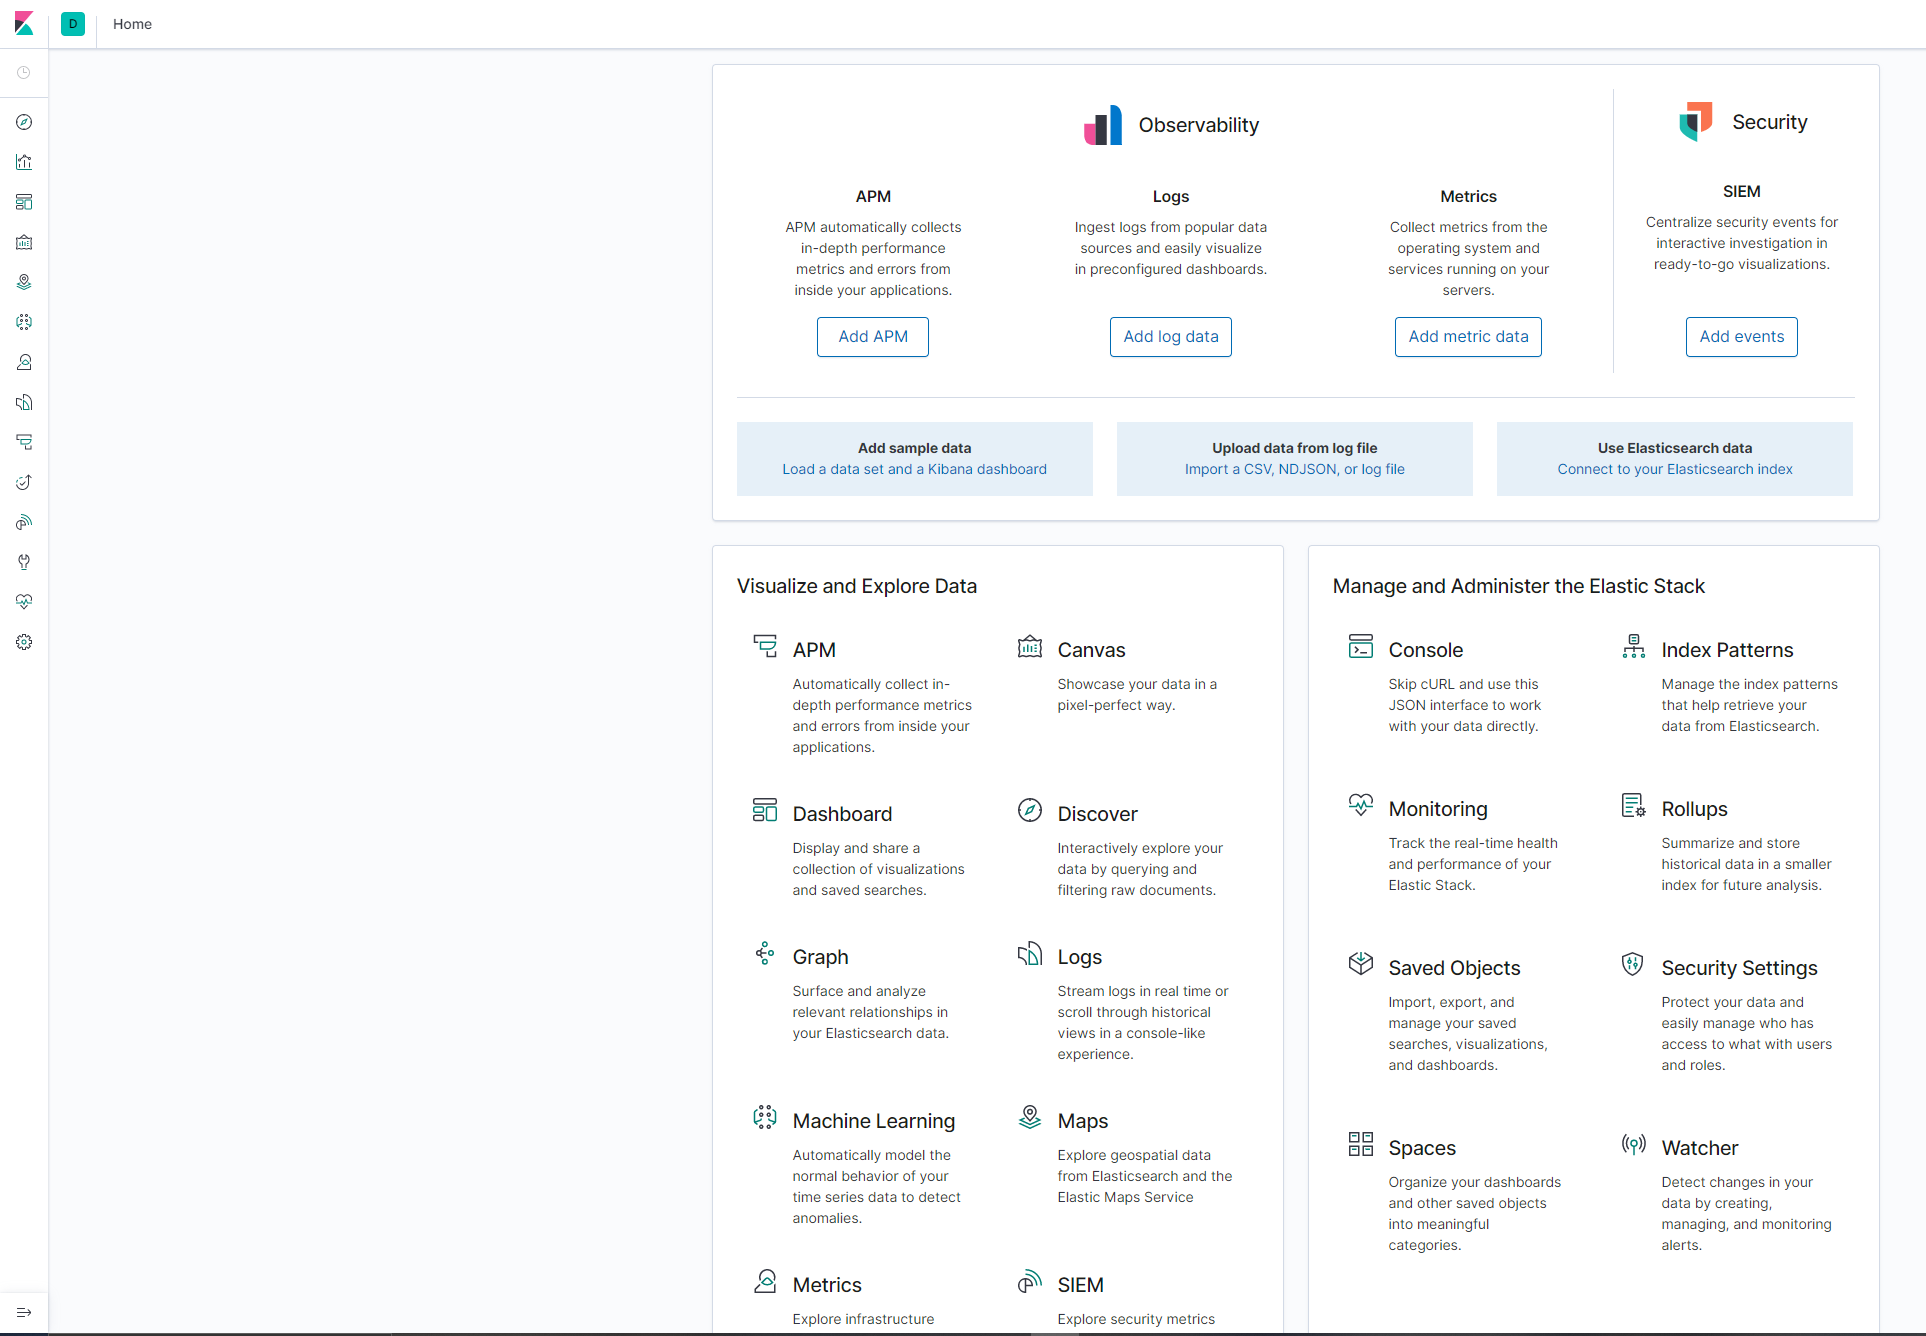 D
Home
Observability
Security
APM
APM automatically collects
in-depth performance
metrics and errors from
inside your applications.
Add APM
Logs
Ingest logs from popular data
sources and easily visualize
in preconfigured dashboards.
Add log data
Metrics
Collect metrics from the
operating system and
services running on your
servers.
Add metric data
SIEM
Centralize security events for
interactive investigation in
ready-to-go visualizations.
Add events
Add sample data
Load a data set and a Kibana dashboard
Upload data from log file
Import a CSV, NDJSON, or log file
Use Elasticsearch data
Connect to your Elasticsearch index
Visualize and Explore Data
APM
Automatically collect in-
depth performance metrics
and errors from inside your
applications.
Canvas
Showcase your data in a
pixel-perfect way.
Dashboard
Display and share a
collection of visualizations
and saved searches.
Discover
Interactively explore your
data by querying and
filtering raw documents.
Graph
Surface and analyze
relevant relationships in
your Elasticsearch data.
Logs
Stream logs in real time or
scroll through historical
views in a console-like
experience.
Machine Learning
Automatically model the
normal behavior of your
time series data to detect
anomalies.
Maps
Explore geospatial data
from Elasticsearch and the
Elastic Maps Service
Metrics
Explore infrastructure
SIEM
Explore security metrics
Manage and Administer the Elastic Stack
Console
Skip cURL and use this
JSON interface to work
with your data directly.
Index Patterns
Manage the index patterns
that help retrieve your
data from Elasticsearch.
Monitoring
Track the real-time health
and performance of your
Elastic Stack.
Rollups
Summarize and store
historical data in a smaller
index for future analysis.
Saved Objects
Import, export, and
manage your saved
searches, visualizations,
and dashboards.
Security Settings
Protect your data and
easily manage who has
access to what with users
and roles.
Spaces
Organize your dashboards
and other saved objects
into meaningful
categories.
Watcher
Detect changes in your
data by creating,
managing, and monitoring
alerts.